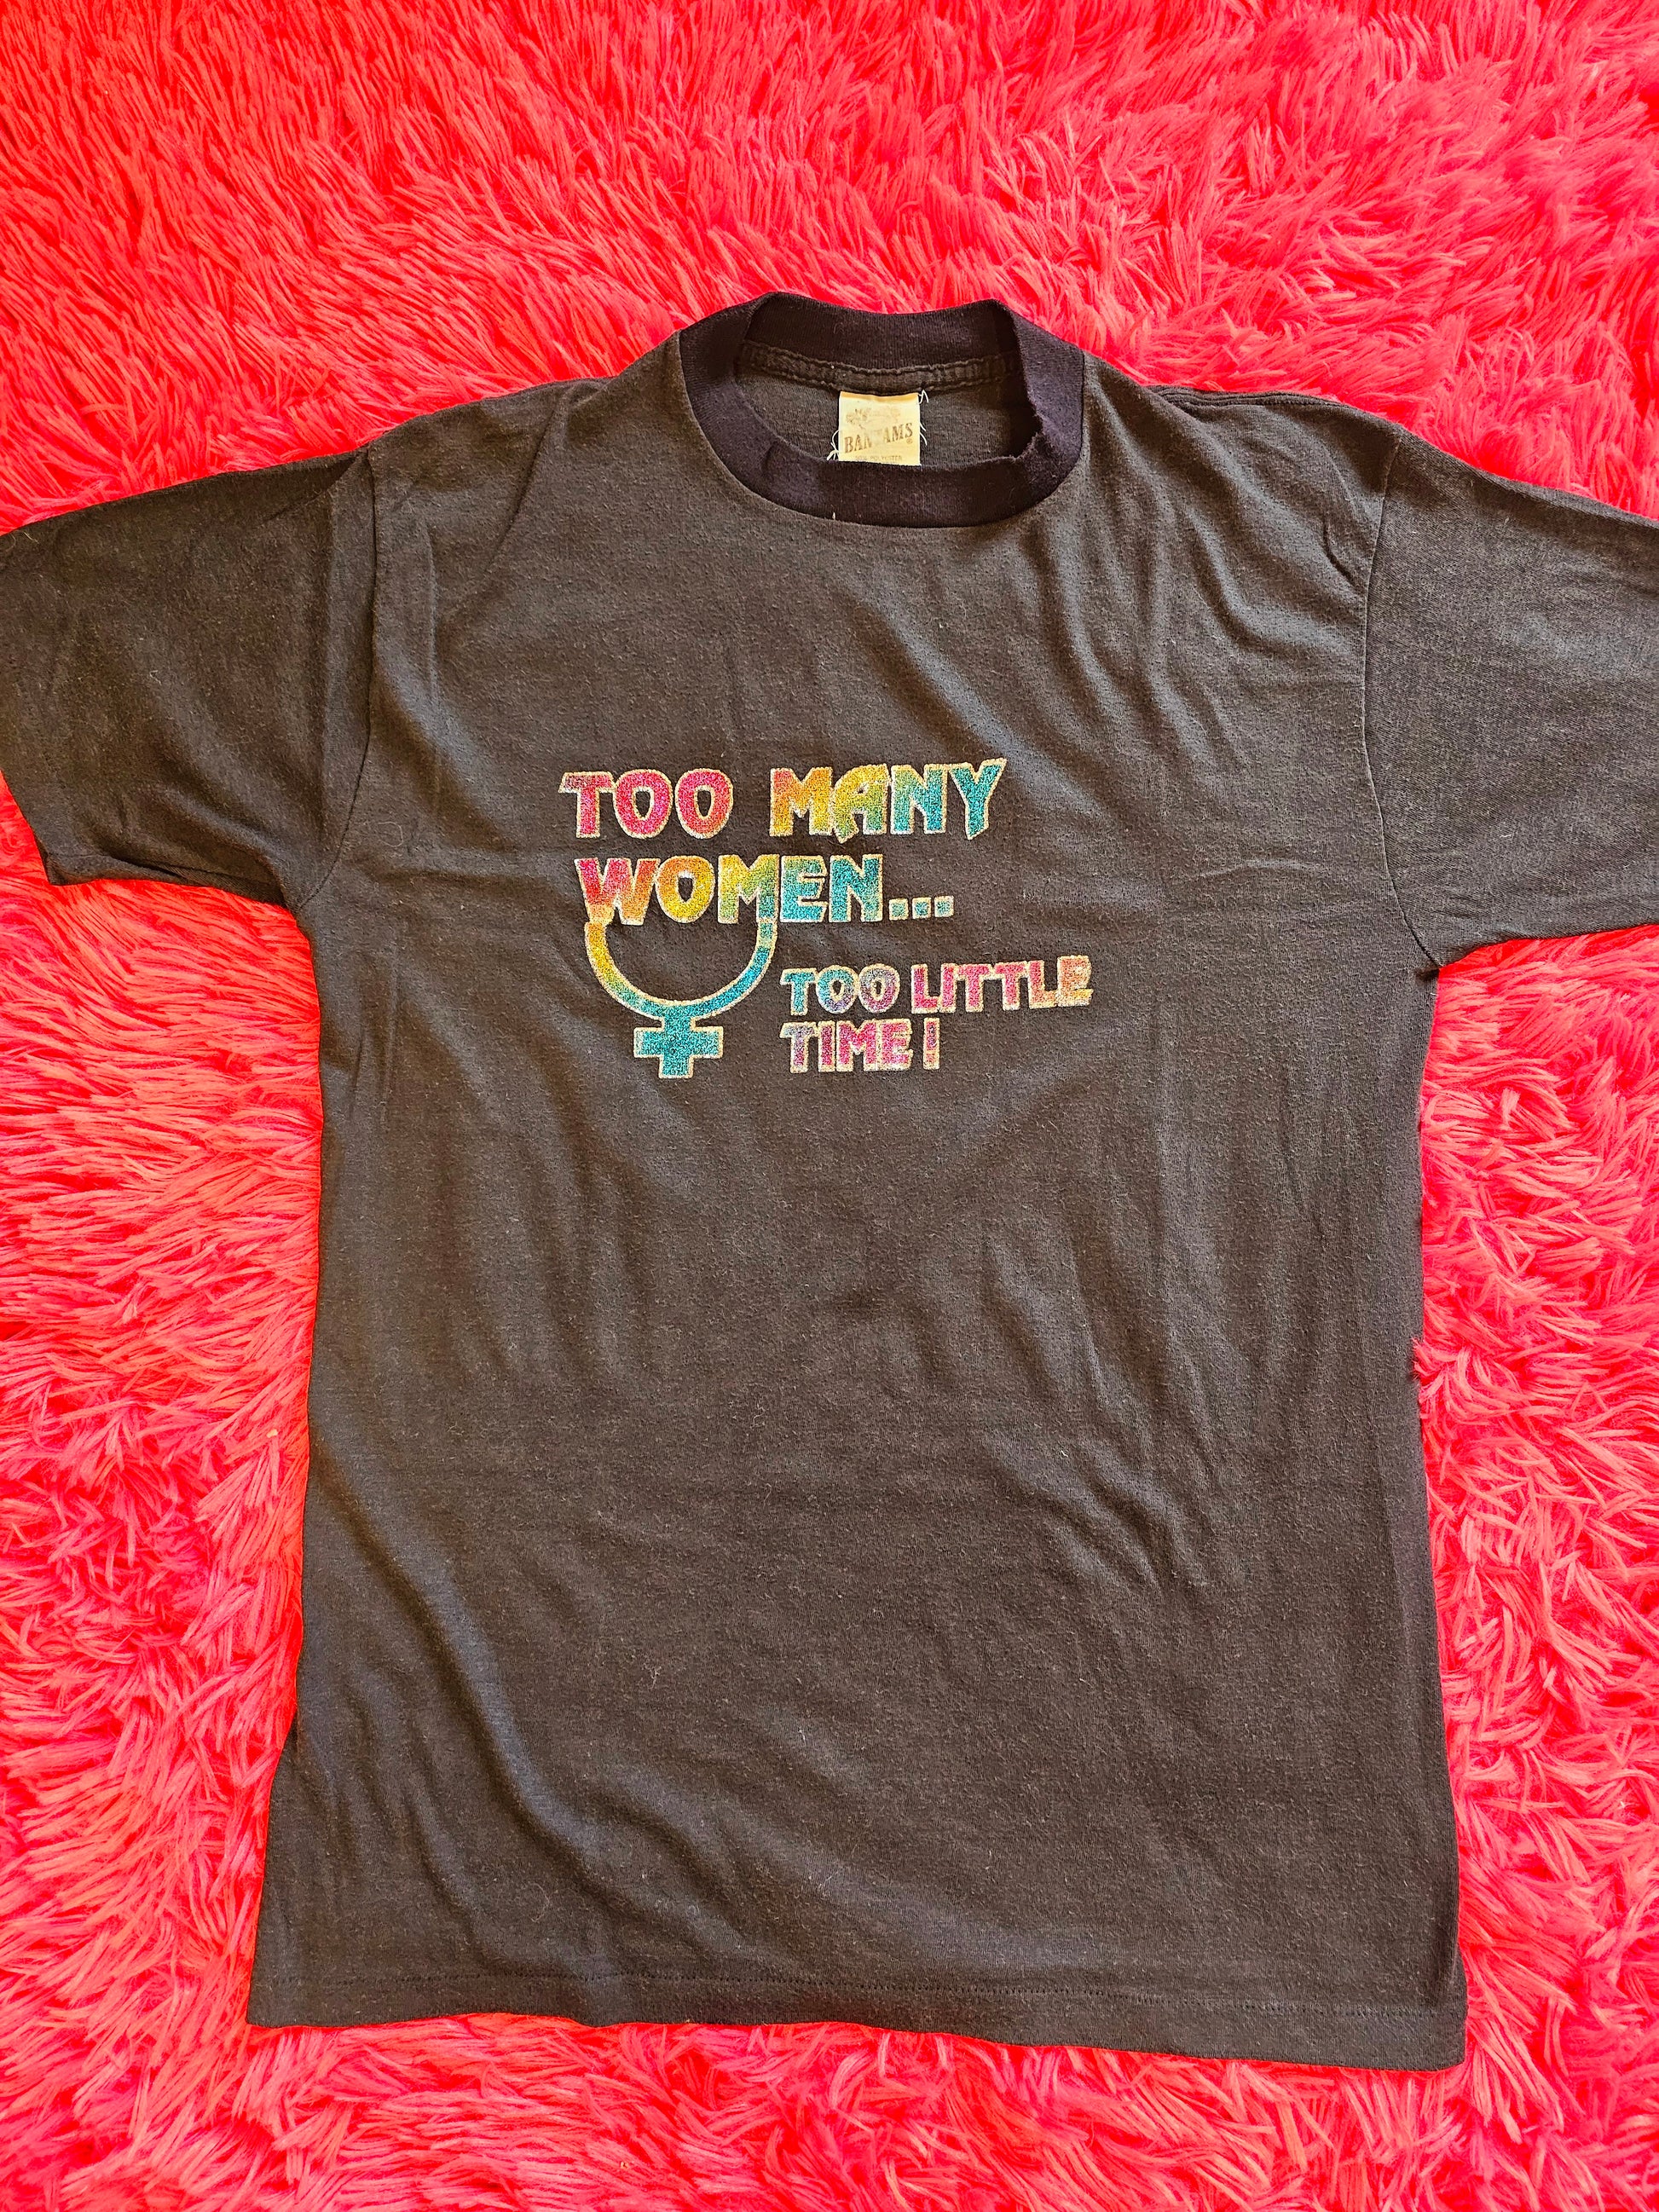 BANTAMS
TOO MANY
WOMEN...
TOO LITTLE
TIME!